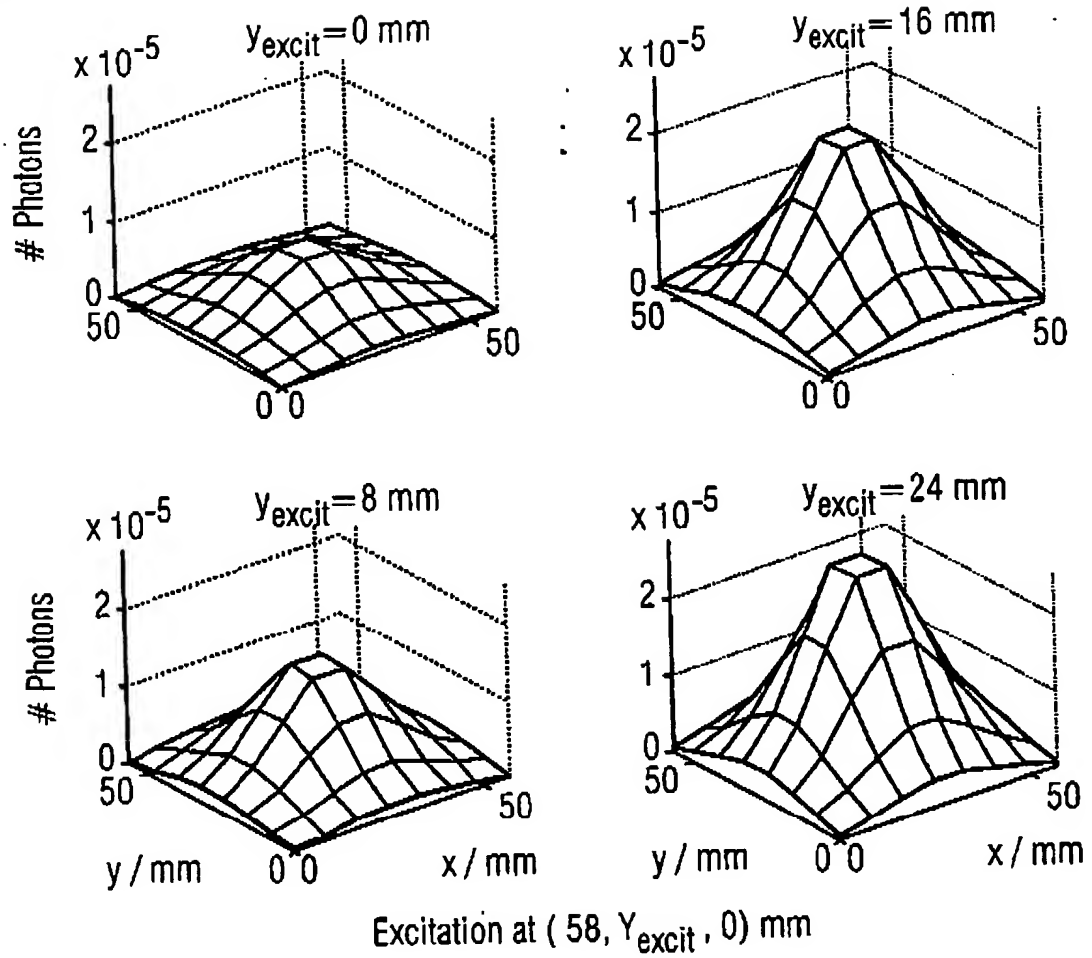 y_excit = 0 mm
x 10^-5
# Photons
2
1
0
50
0 0
50
y_excit = 16 mm
x 10^-5
2
1
0
50
0 0
50
y_excit = 8 mm
x 10^-5
# Photons
2
1
0
50
0 0
50
y / mm
x / mm
y_excit = 24 mm
x 10^-5
2
1
0
50
0 0
50
y / mm
x / mm
Excitation at ( 58, Y_excit , 0) mm